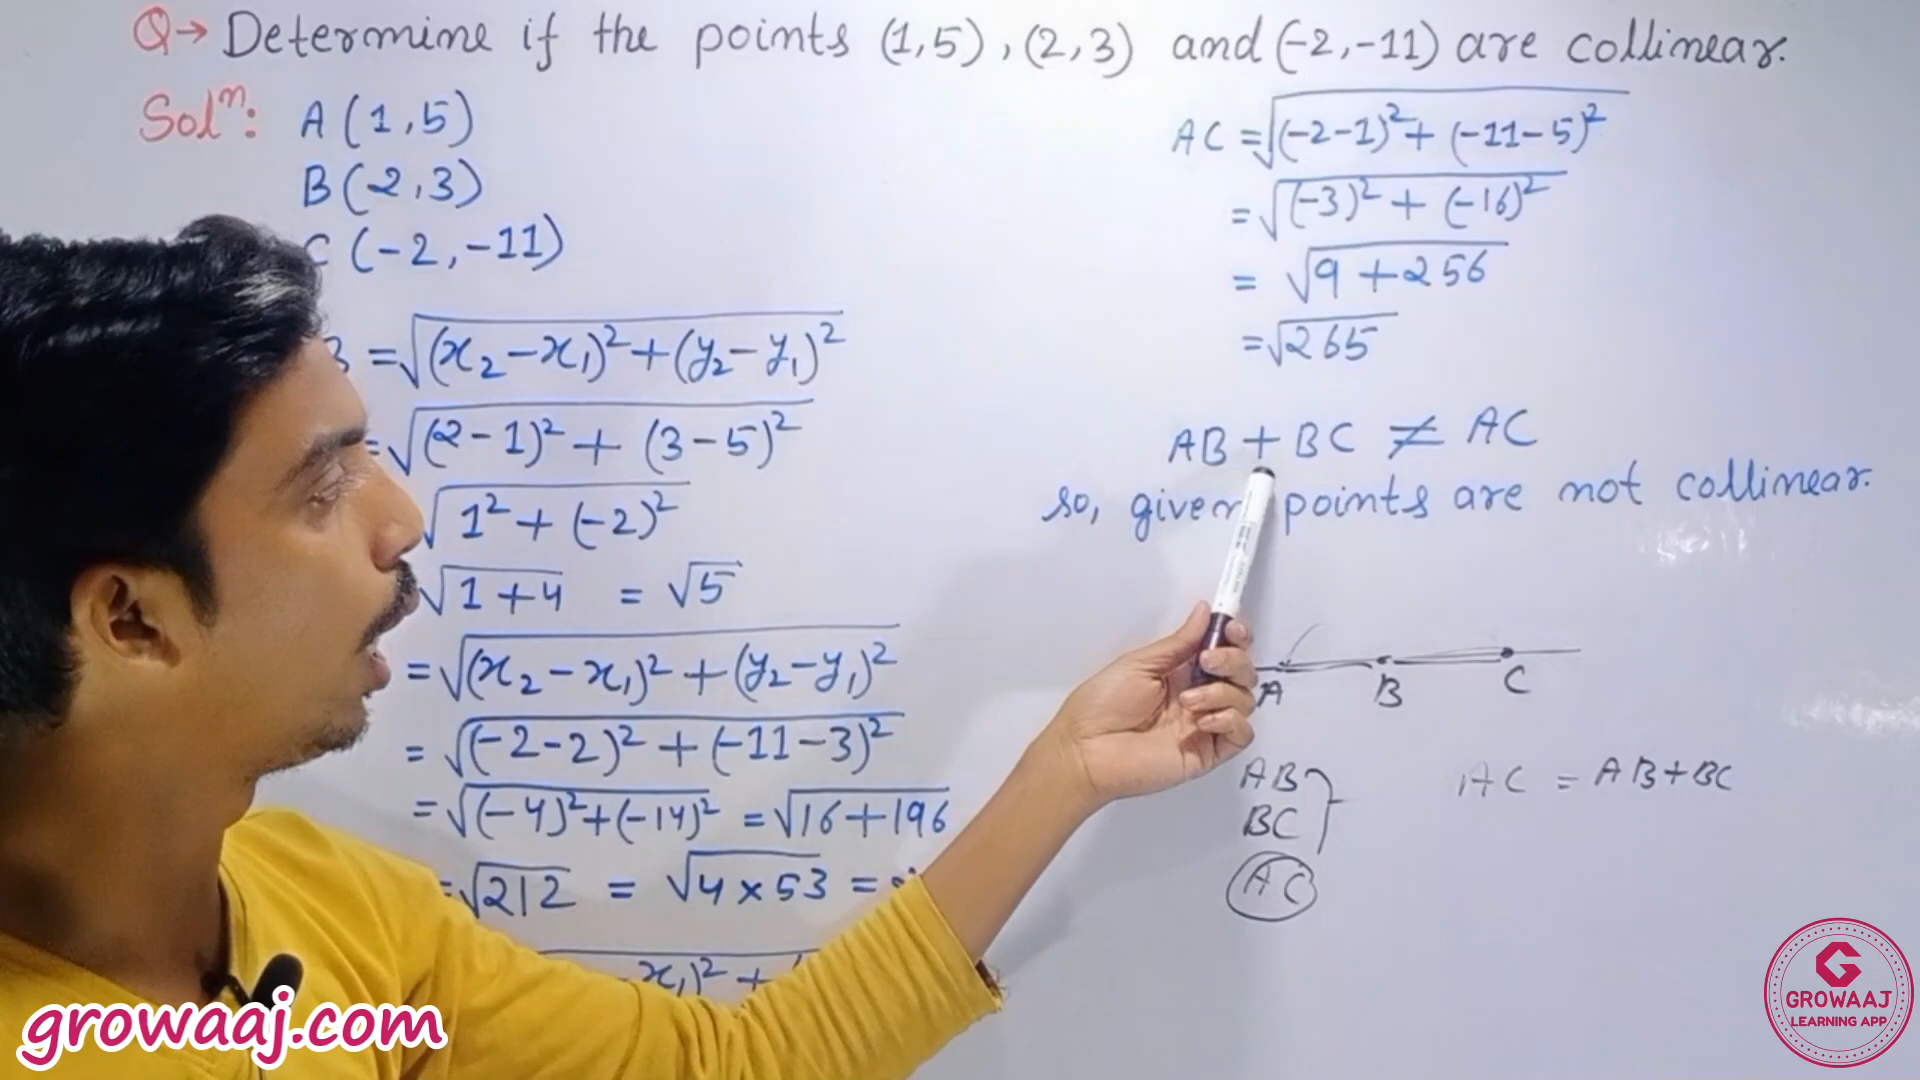 Q→ Determine if the points (1,5), (2,3) and (-2,-11) are collinear.
Solⁿ: A (1,5)
B (2,3)
C (-2,-11)
B = √(x₂-x₁)²+(y₂-y₁)²
= √(2-1)² + (3-5)²
√1² + (-2)²
√1+4 = √5
= √(x₂-x₁)²+(y₂-y₁)²
= √(-2-2)² + (-11-3)²
= √(-4)²+(-14)² = √16+196
= √212 = √4×53 =
-x₁)² +
AC = √(-2-1)² + (-11-5)²
= √(-3)² + (-16)²
= √9+256
= √265
AB + BC ≠ AC
so, given points are not collinear.
A B C
AB
BC
AC
AC = AB+BC
growaaj.com
G
GROWAAJ
LEARNING APP